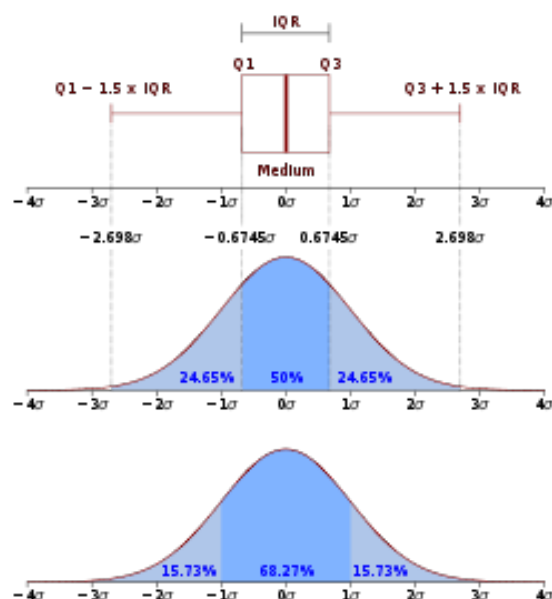 IQR
Q1 Q3
Q1 − 1.5 x IQR Q3 + 1.5 x IQR
Medium
−4σ −3σ −2σ −1σ 0σ 1σ 2σ 3σ 4σ
−2.698σ −0.6745σ 0.6745σ 2.698σ
24.65% 50% 24.65%
−4σ −3σ −2σ −1σ 0σ 1σ 2σ 3σ 4σ
15.73% 68.27% 15.73%
−4σ −3σ −2σ −1σ 0σ 1σ 2σ 3σ 4σ